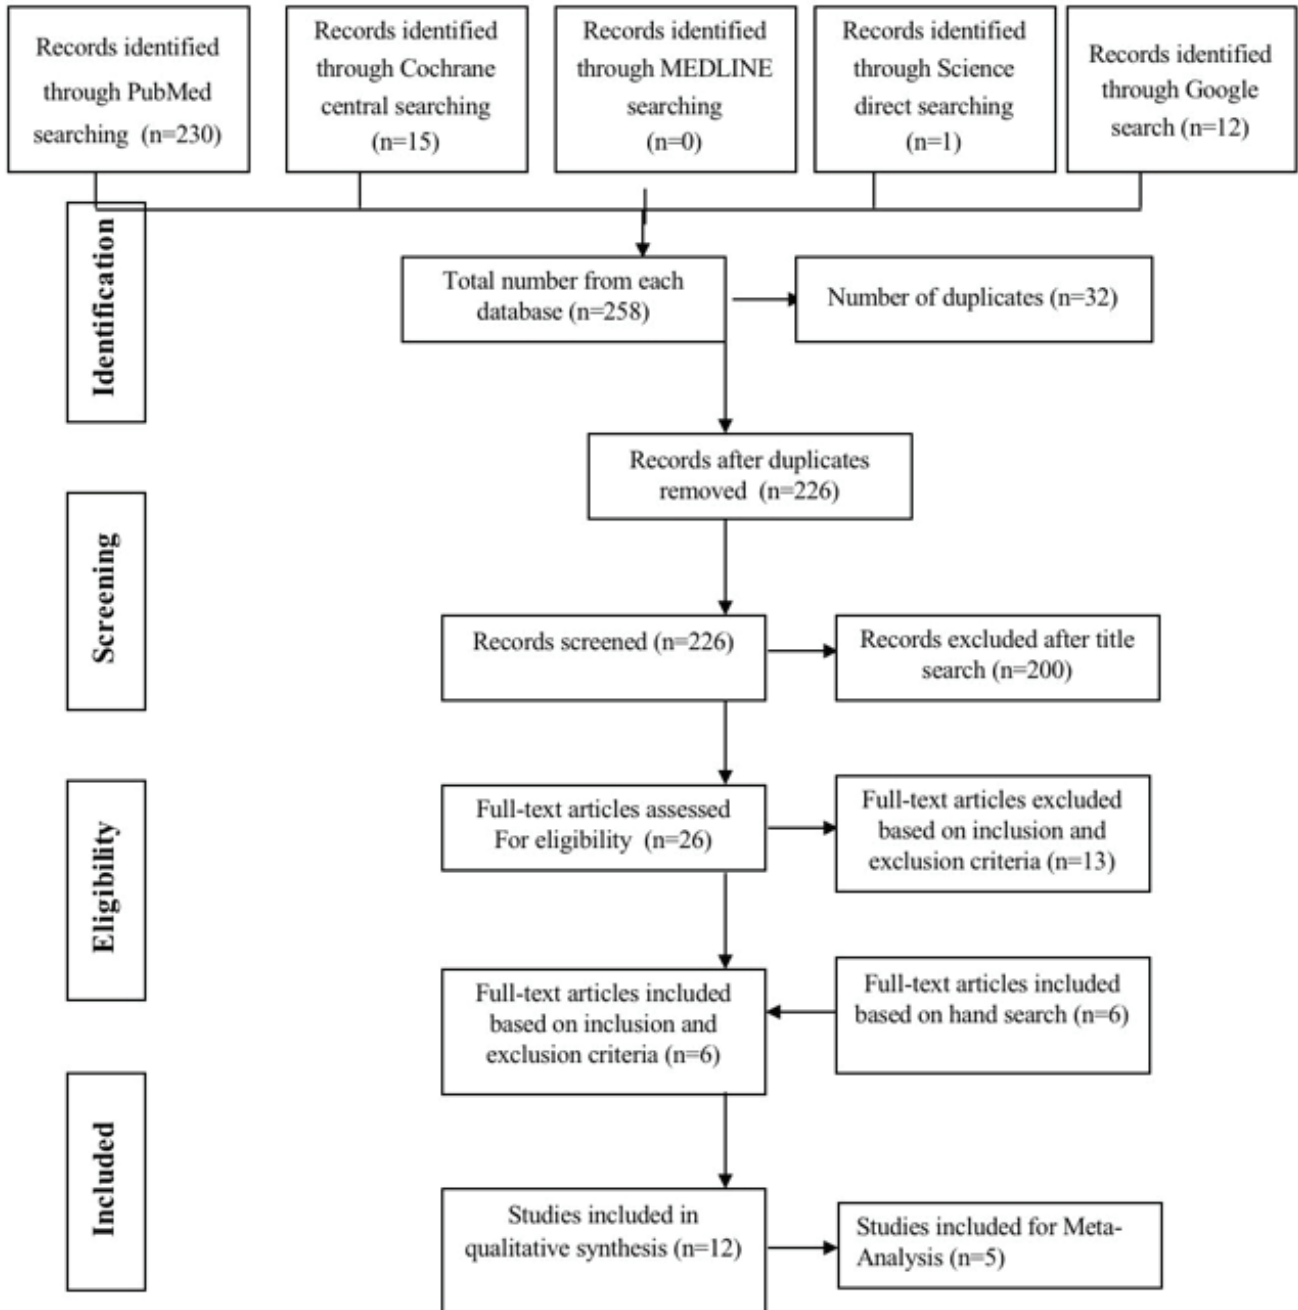 Records identified
through PubMed
searching (n=230)
Records identified
through Cochrane
central searching
(n=15)
Records identified
through MEDLINE
searching
(n=0)
Records identified
through Science
direct searching
(n=1)
Records identified
through Google
search (n=12)
Identification
Total number from each
database (n=258)
Number of duplicates (n=32)
Records after duplicates
removed (n=226)
Screening
Records screened (n=226)
Records excluded after title
search (n=200)
Eligibility
Full-text articles assessed
For eligibility (n=26)
Full-text articles excluded
based on inclusion and
exclusion criteria (n=13)
Full-text articles included
based on inclusion and
exclusion criteria (n=6)
Full-text articles included
based on hand search (n=6)
Included
Studies included in
qualitative synthesis (n=12)
Studies included for Meta-
Analysis (n=5)